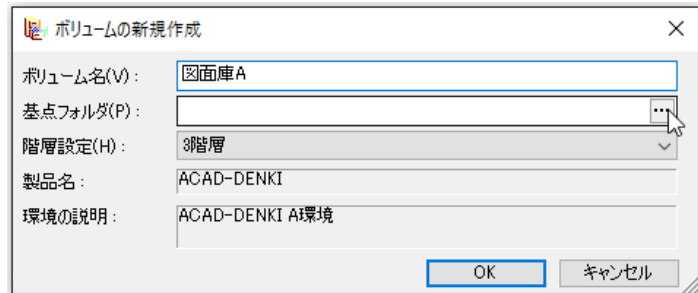 ボリュームの新規作成
ボリューム名(V)： 図面庫A
基点フォルダ(P)： ...
階層設定(H)： 3階層
製品名： ACAD-DENKI
環境の説明： ACAD-DENKI A環境
OK キャンセル